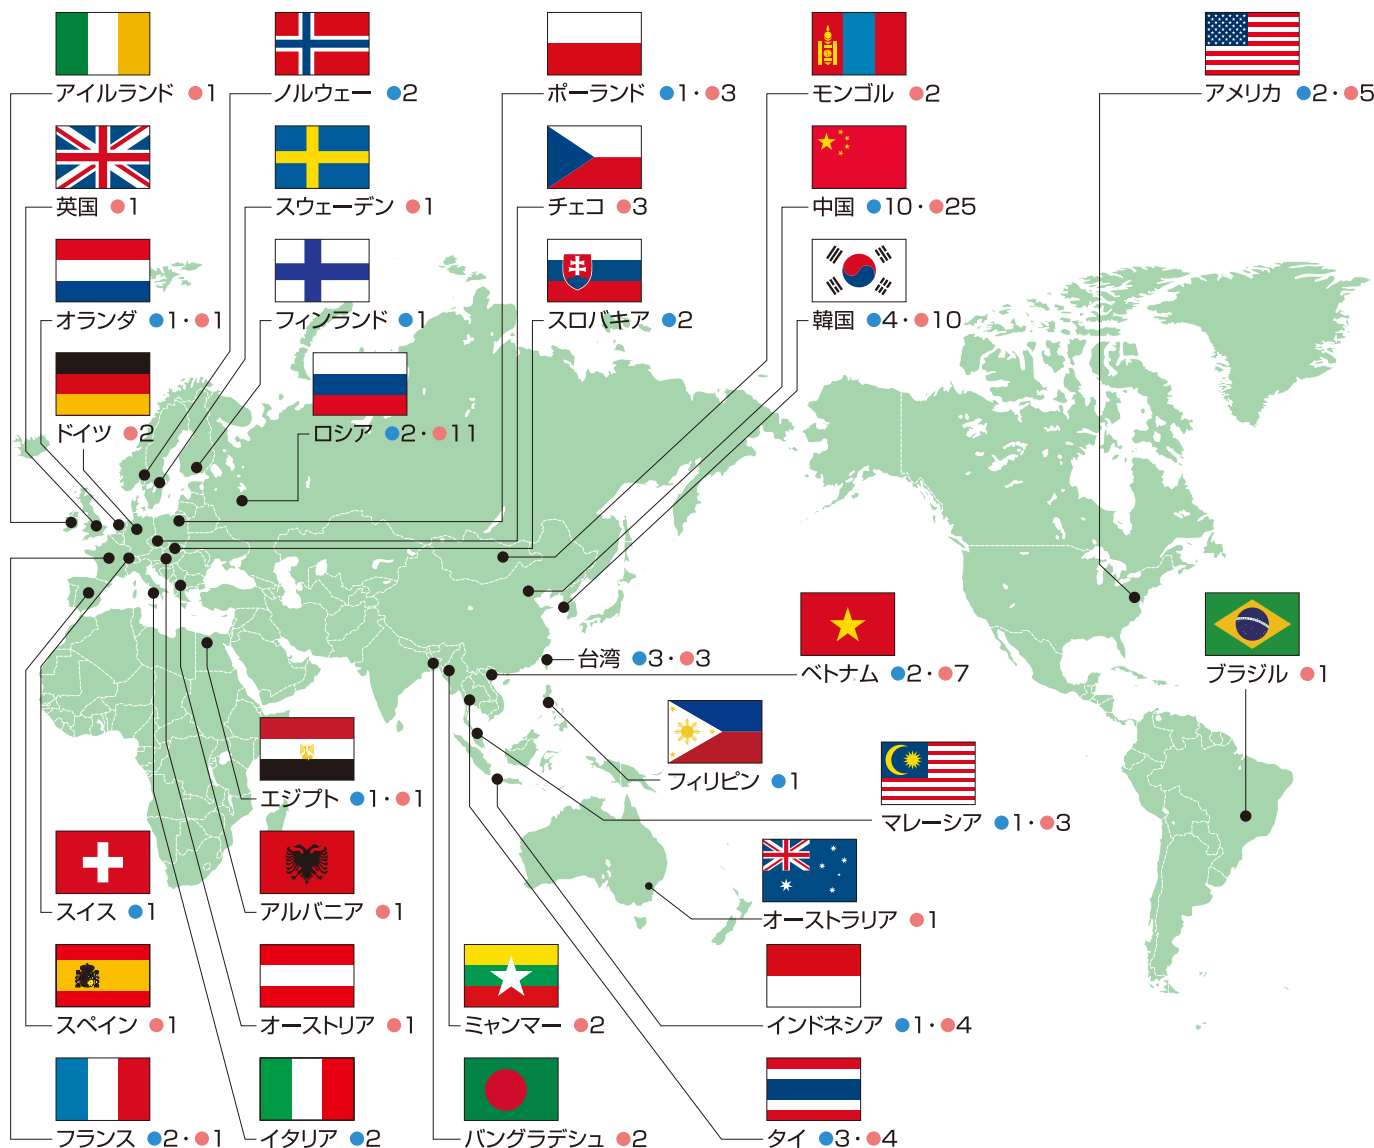 アイルランド ●1
ノルウェー ●2
ポーランド ●1・●3
モンゴル ●2
アメリカ ●2・●5
英国 ●1
スウェーデン ●1
チェコ ●3
中国 ●10・●25
オランダ ●1・●1
フィンランド ●1
スロバキア ●2
韓国 ●4・●10
ドイツ ●2
ロシア ●2・●11
台湾 ●3・●3
ベトナム ●2・●7
ブラジル ●1
フィリピン ●1
エジプト ●1・●1
マレーシア ●1・●3
スイス ●1
アルバニア ●1
オーストラリア ●1
スペイン ●1
オーストリア ●1
ミャンマー ●2
インドネシア ●1・●4
フランス ●2・●1
イタリア ●2
バングラデシュ ●2
タイ ●3・●4